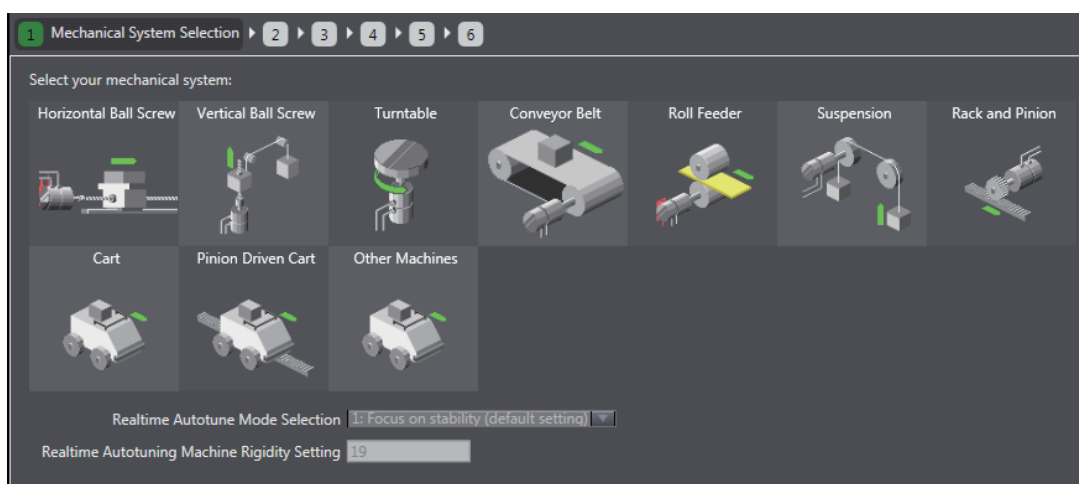 1 Mechanical System Selection 2 3 4 5 6
Select your mechanical system:
Horizontal Ball Screw Vertical Ball Screw Turntable Conveyor Belt Roll Feeder Suspension Rack and Pinion
Cart Pinion Driven Cart Other Machines
Realtime Autotune Mode Selection 1: Focus on stability (default setting)
Realtime Autotuning Machine Rigidity Setting 19